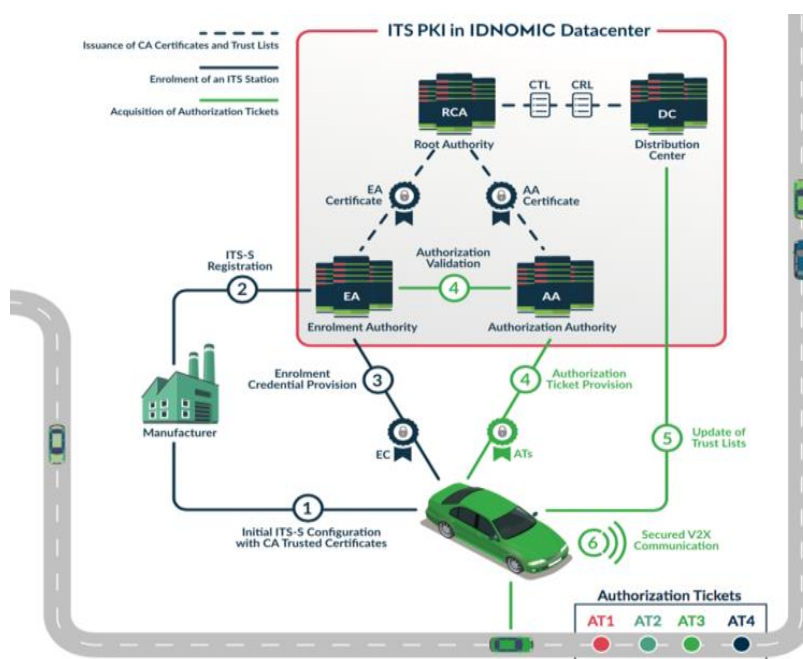 ITS PKI in IDNOMIC Datacenter
Issuance of CA Certificates and Trust Lists
Enrolment of an ITS Station
Acquisition of Authorization Tickets
CTL
CRL
RCA
DC
Root Authority
Distribution
Center
EA
Certificate
AA
Certificate
ITS-S
Registration
2
Authorization
Validation
4
EA
AA
Enrolment Authority
Authorization Authority
Enrolment
Credential Provision
3
4
Authorization
Ticket Provision
Manufacturer
EC
ATs
5
Update of
Trust Lists
1
Initial ITS-S Configuration
with CA Trusted Certificates
6
Secured V2X
Communication
Authorization Tickets
AT1 AT2 AT3 AT4